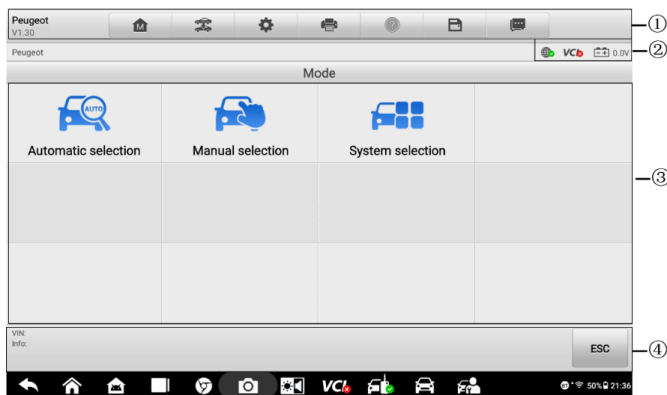 Peugeot
V1.30
M
①
Peugeot
VCI
0.0V
②
Mode
AUTO
Automatic selection
Manual selection
System selection
③
VIN:
Info:
ESC
④
VCI
50%
21:36